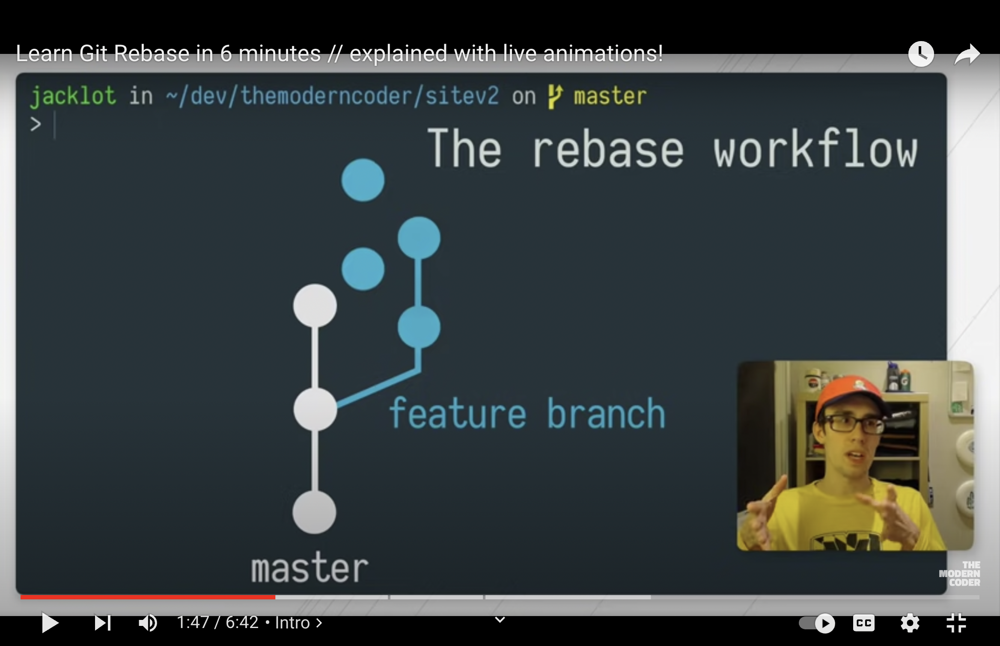 Learn Git Rebase in 6 minutes // explained with live animations!
jacklot in ~/dev/themoderncoder/sitev2 on master
>
The rebase workflow
feature branch
master
THE
MODERN
CODER
1:47 / 6:42 • Intro >
CC